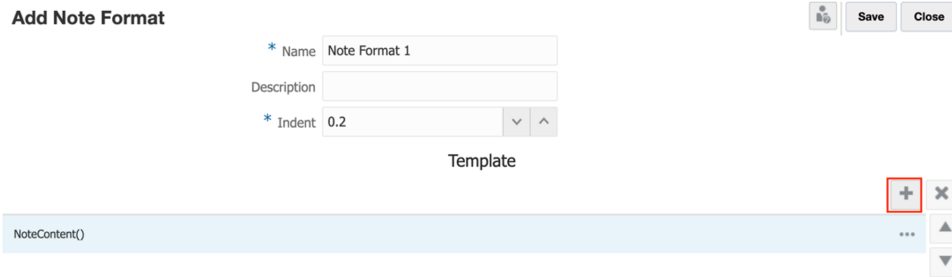 Add Note Format
Save
Close
* Name
Note Format 1
Description
* Indent
0.2
Template
NoteContent()